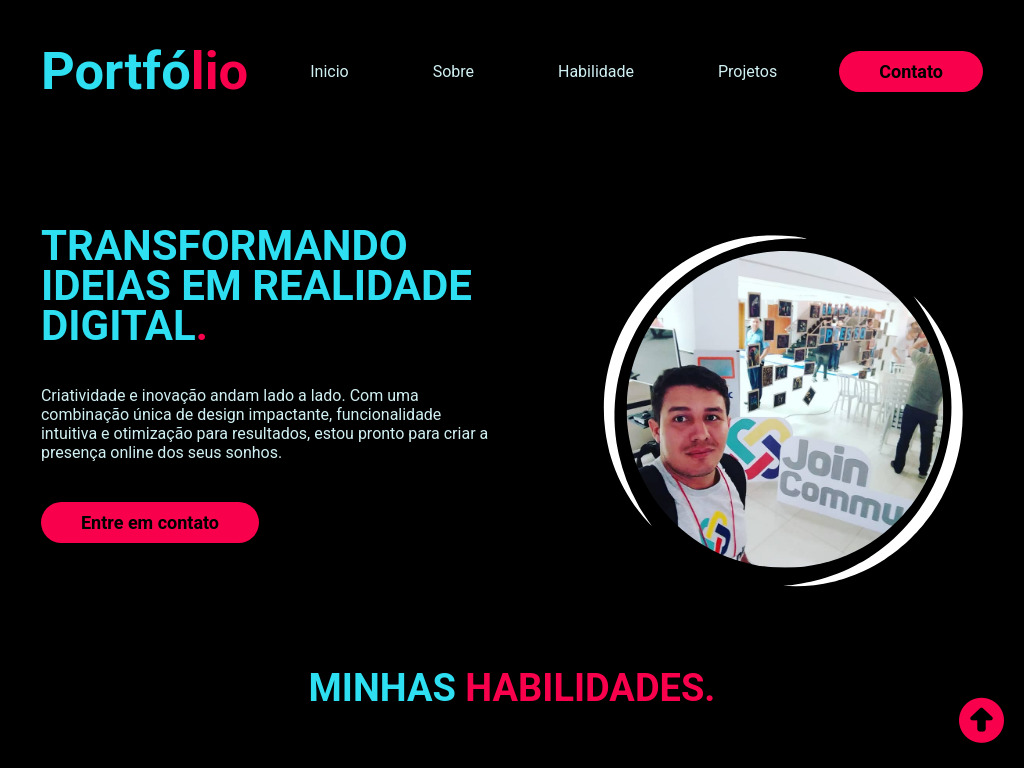 Portfólio
Inicio
Sobre
Habilidade
Projetos
Contato
TRANSFORMANDO
IDEIAS EM REALIDADE
DIGITAL.
Criatividade e inovação andam lado a lado. Com uma
combinação única de design impactante, funcionalidade
intuitiva e otimização para resultados, estou pronto para criar a
presença online dos seus sonhos.
Entre em contato
Join
Commu
MINHAS HABILIDADES.